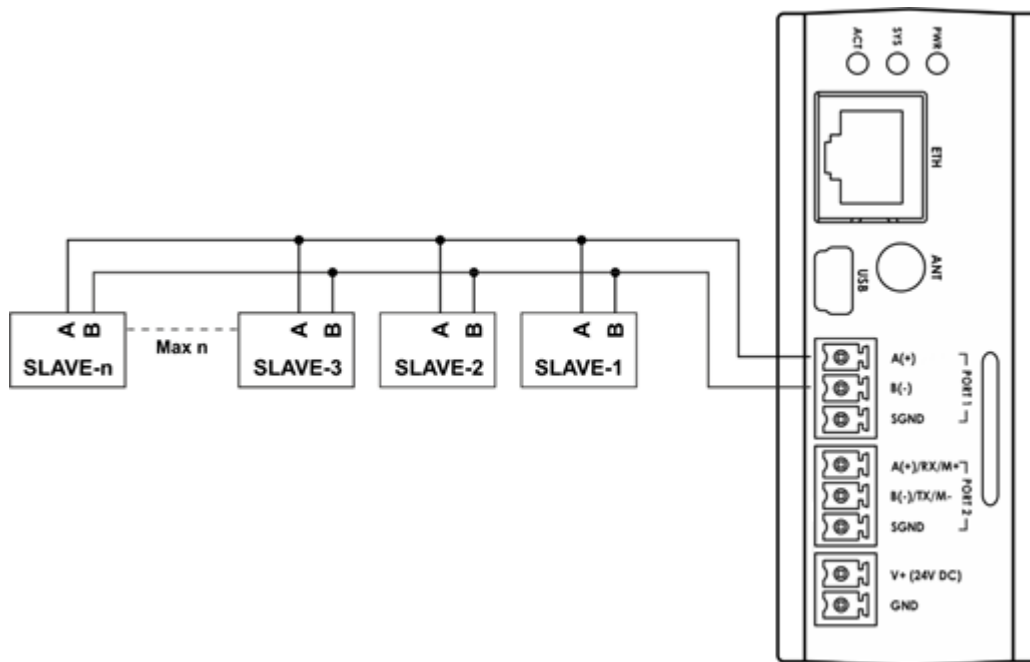 ACT
SYS
PWR
ETH
USB
ANT
A B
SLAVE-n
Max n
A B
SLAVE-3
A B
SLAVE-2
A B
SLAVE-1
A(+)
B(-)
SGND
PORT 1
A(+)/RX/M+
B(-)/TX/M-
SGND
PORT 2
V+ (24V DC)
GND